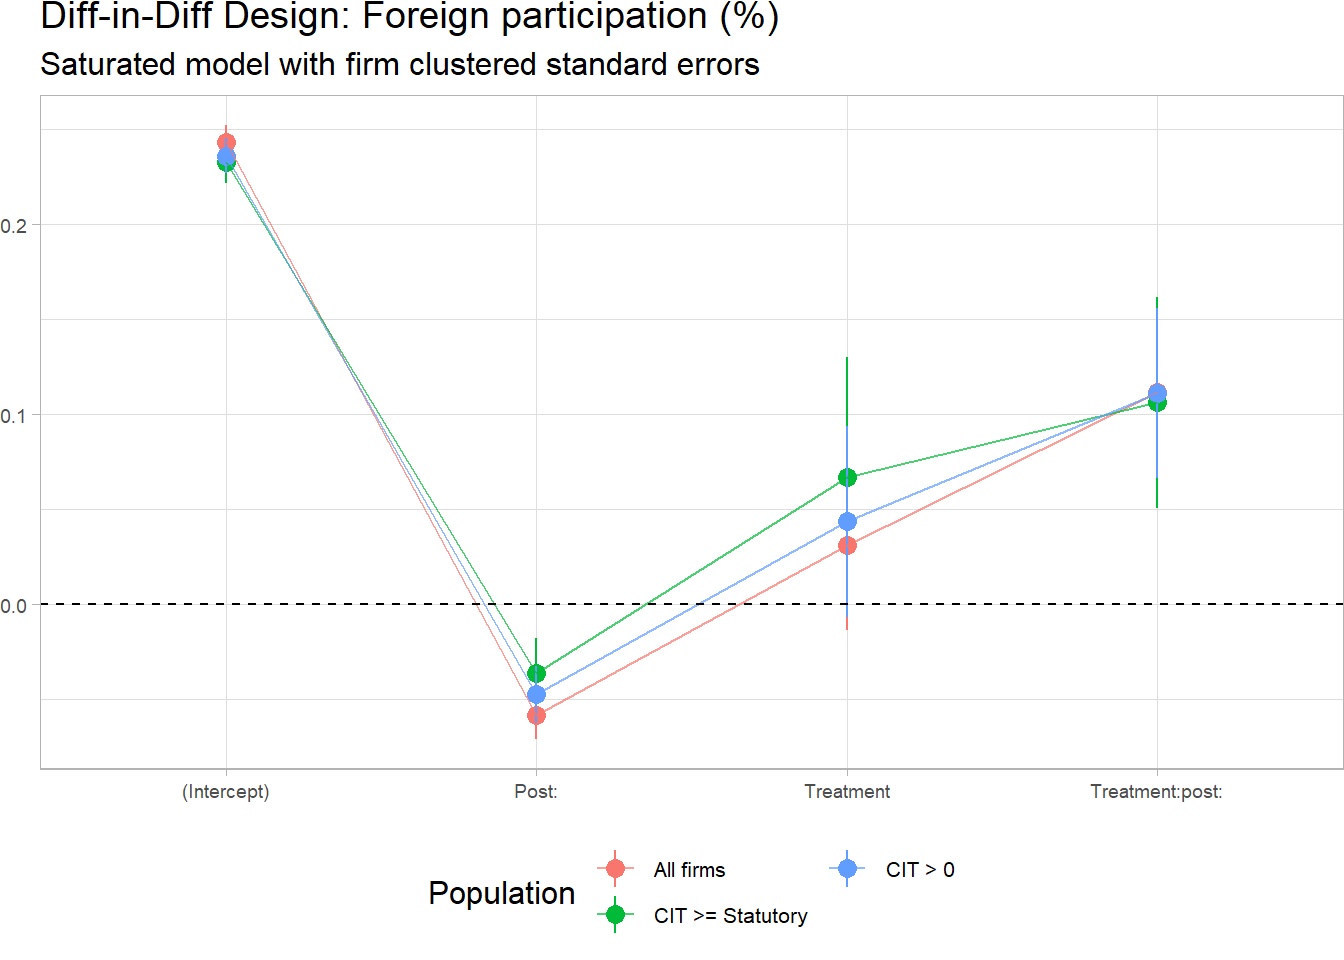 Diff-in-Diff Design: Foreign participation (%)
Saturated model with firm clustered standard errors
0.2
0.1
0.0
(Intercept)
Post:
Treatment
Treatment:post:
Population
All firms
CIT > 0
CIT >= Statutory